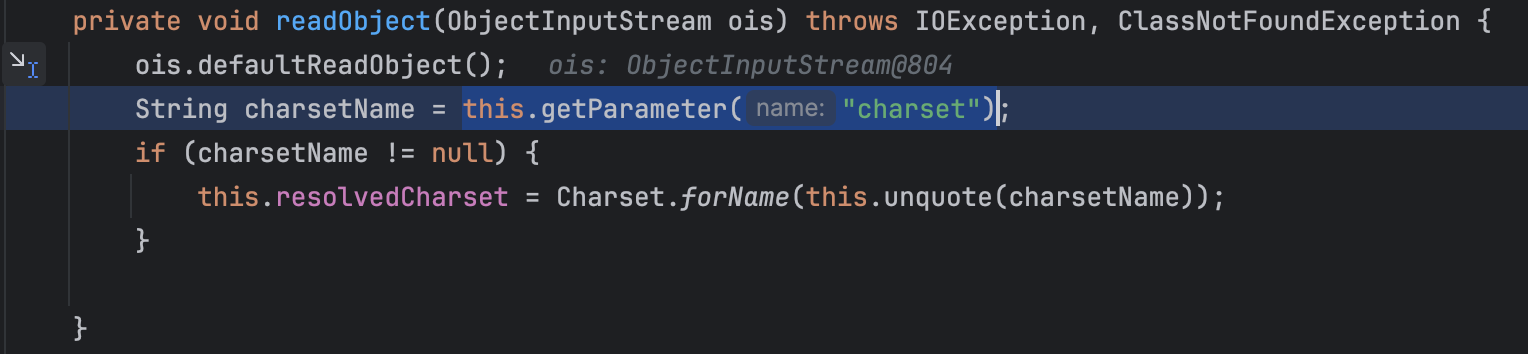 private void readObject(ObjectInputStream ois) throws IOException, ClassNotFoundException {
ois.defaultReadObject(); ois: ObjectInputStream@804
String charsetName = this.getParameter( name: "charset");
if (charsetName != null) {
this.resolvedCharset = Charset.forName(this.unquote(charsetName));
}
}